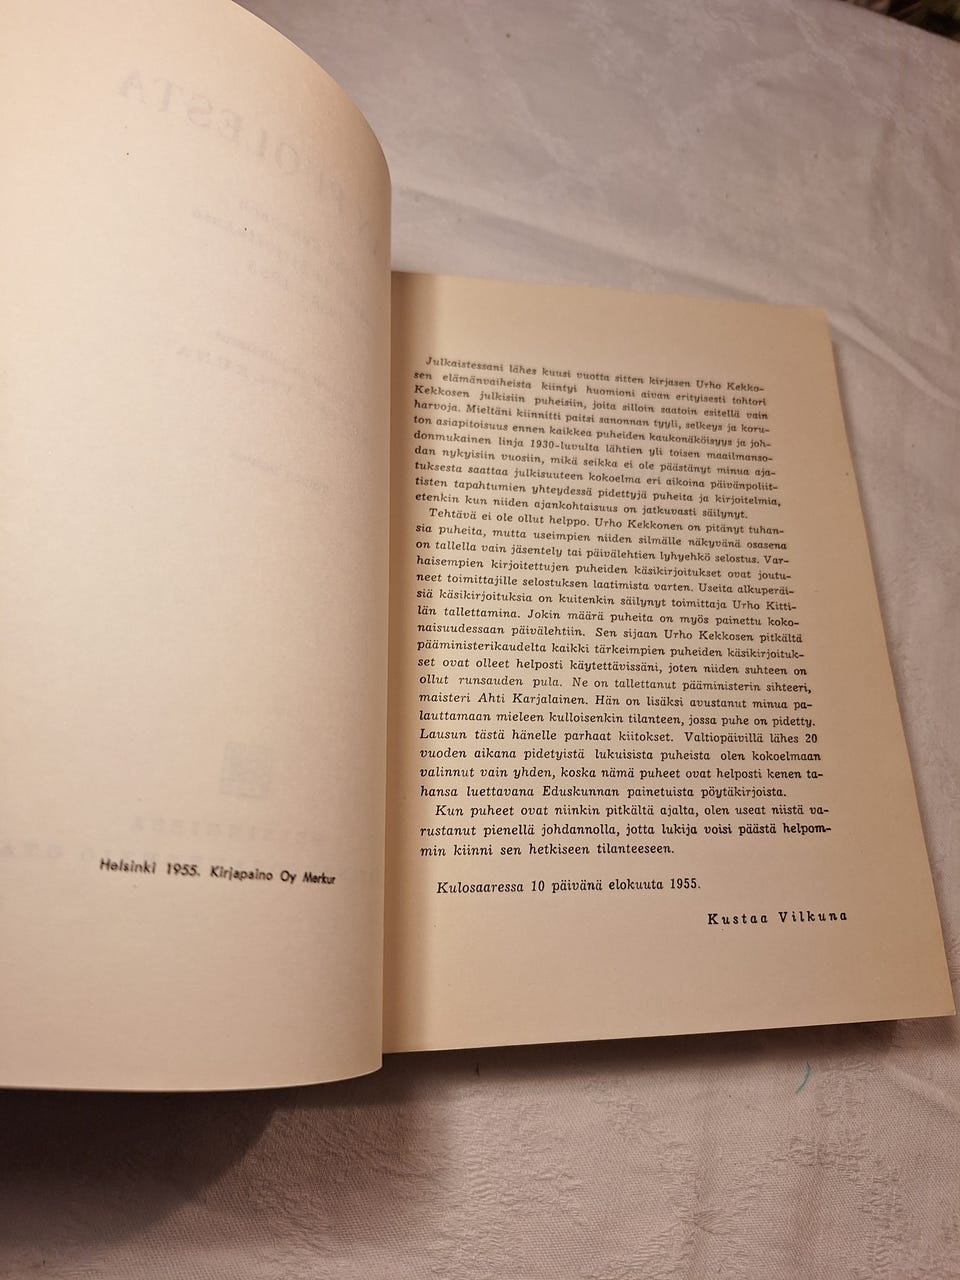 Helsinki 1955. Kirjapaino Oy Merkur
Julkaistessani lähes kuusi vuotta sitten kirjasen Urho Kekko-
sen elämänvaiheista kiintyi huomioni aivan erityisesti tohtori
Kekkosen julkisiin puheisiin, joita silloin saatoin esitellä vain
harvoja. Mieltäni kiinnitti paitsi sanonnan tyyli, selkeys ja koru-
ton asiapitoisuus ennen kaikkea puheiden kaukonäköisyys ja joh-
donmukainen linja 1930-luvulta lähtien yli toisen maailmanso-
dan nykyisiin vuosiin, mikä seikka ei ole päästänyt minua aja-
tuksesta saattaa julkisuuteen kokoelma eri aikoina päivänpoliit-
tisten tapahtumien yhteydessä pidettyjä puheita ja kirjoitelmia,
etenkin kun niiden ajankohtaisuus on jatkuvasti säilynyt.
Tehtävä ei ole ollut helppo. Urho Kekkonen on pitänyt tuhan-
sia puheita, mutta useimpien niiden silmälle näkyvänä osasena
on tallella vain jäsentely tai päivälehtien lyhyehkö selostus. Var-
haisempien kirjoitettujen puheiden käsikirjoitukset ovat joutu-
neet toimittajille selostuksen laatimista varten. Useita alkuperäi-
siä käsikirjoituksia on kuitenkin säilynyt toimittaja Urho Kitti-
län tallettamina. Jokin määrä puheita on myös painettu koko-
naisuudessaan päivälehtiin. Sen sijaan Urho Kekkosen pitkältä
pääministerikaudelta kaikki tärkeimpien puheiden käsikirjoituk-
set ovat olleet helposti käytettävissäni, joten niiden suhteen on
ollut runsauden pula. Ne on tallettanut pääministerin sihteeri,
maisteri Ahti Karjalainen. Hän on lisäksi avustanut minua pa-
lauttamaan mieleen kulloisenkin tilanteen, jossa puhe on pidetty.
Lausun tästä hänelle parhaat kiitokset. Valtiopäivillä lähes 20
vuoden aikana pidetyistä lukuisista puheista olen kokoelmaan
valinnut vain yhden, koska nämä puheet ovat helposti kenen ta-
hansa luettavana Eduskunnan painetuista pöytäkirjoista.
Kun puheet ovat niinkin pitkältä ajalta, olen useat niistä va-
rustanut pienellä johdannolla, jotta lukija voisi päästä helpom-
min kiinni sen hetkiseen tilanteeseen.
Kulosaaressa 10 päivänä elokuuta 1955.
Kustaa Vilkuna